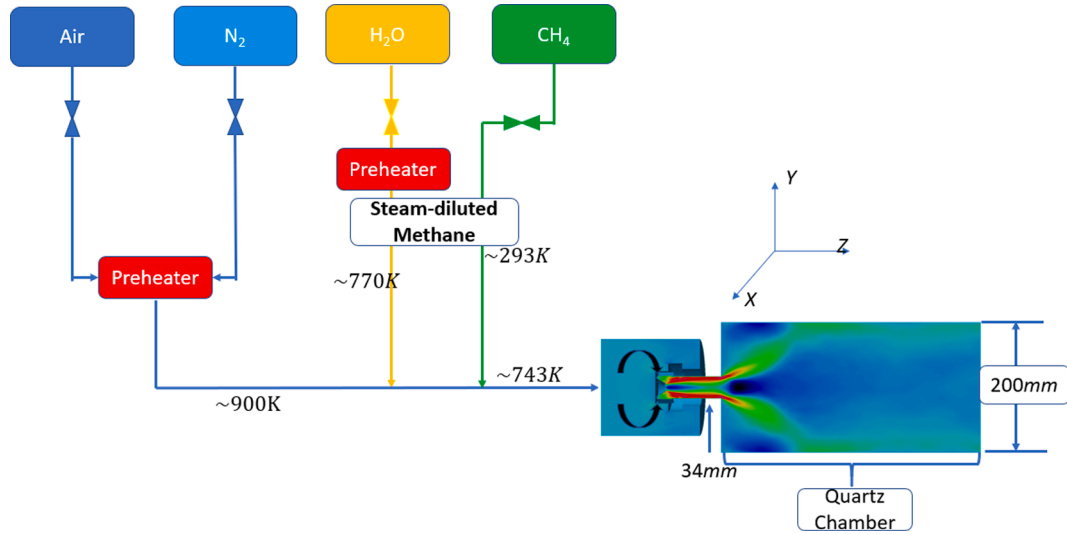 Air
N₂
H₂O
CH₄
Preheater
Steam-diluted
Methane
~293K
~770K
Preheater
Y
Z
X
~743K
~900K
200mm
34mm
Quartz
Chamber